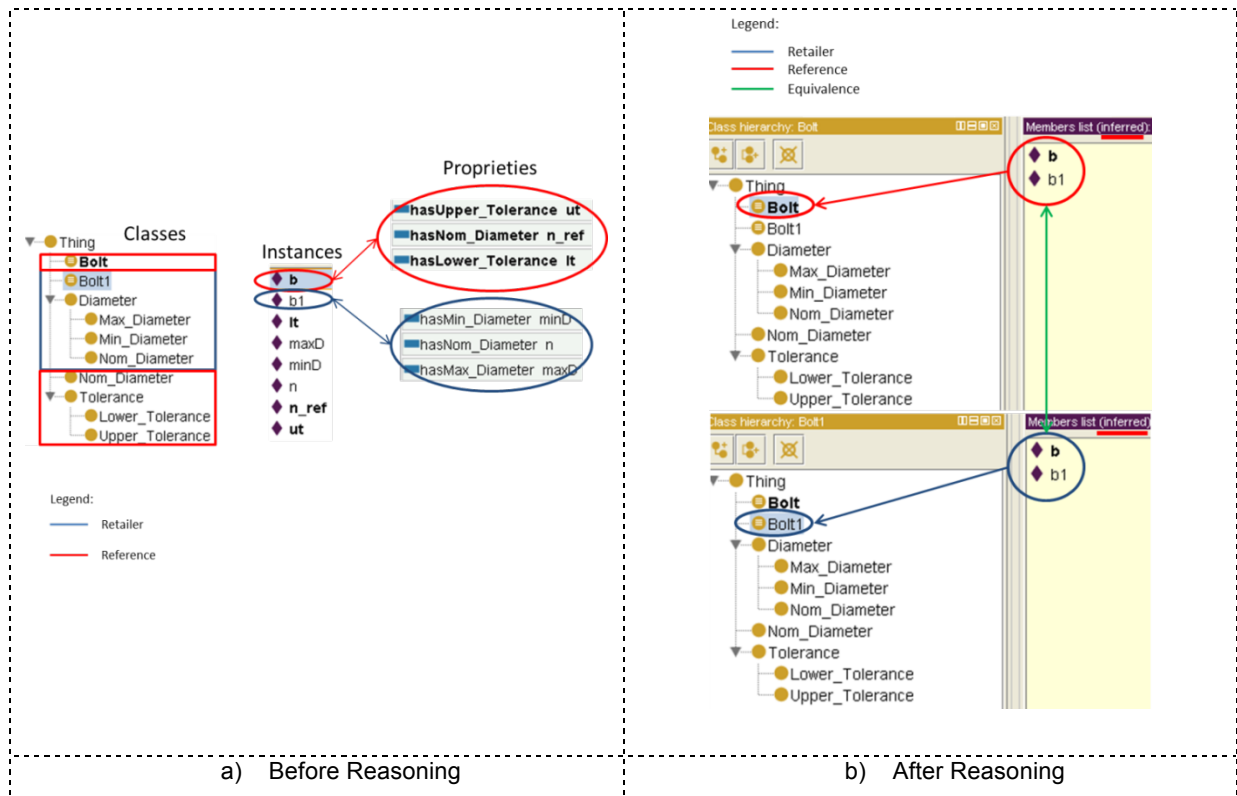 Classes
Thing
Bolt
Bolt1
Diameter
Max_Diameter
Min_Diameter
Nom_Diameter
Nom_Diameter
Tolerance
Lower_Tolerance
Upper_Tolerance
Instances
b
b1
lt
maxD
minD
n
n_ref
ut
Proprieties
hasUpper_Tolerance ut
hasNom_Diameter n_ref
hasLower_Tolerance lt
hasMin_Diameter minD
hasNom_Diameter n
hasMax_Diameter maxD
Legend:
Retailer
Reference
a) Before Reasoning
Legend:
Retailer
Reference
Equivalence
Class hierarchy: Bolt
Members list (inferred):
Thing
Bolt
Bolt1
Diameter
Max_Diameter
Min_Diameter
Nom_Diameter
Nom_Diameter
Tolerance
Lower_Tolerance
Upper_Tolerance
b
b1
Class hierarchy: Bolt1
Members list (inferred)
Thing
Bolt
Bolt1
Diameter
Max_Diameter
Min_Diameter
Nom_Diameter
Nom_Diameter
Tolerance
Lower_Tolerance
Upper_Tolerance
b
b1
b) After Reasoning